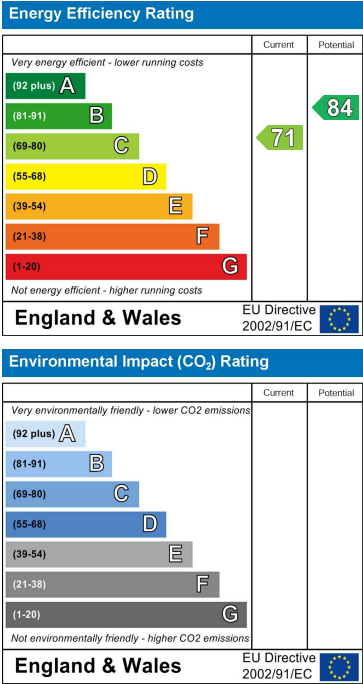 Energy Efficiency Rating
Current Potential
Very energy efficient - lower running costs
(92 plus) A
(81-91) B
(69-80) C
(55-68) D
(39-54) E
(21-38) F
(1-20) G
71
84
Not energy efficient - higher running costs
England & Wales
EU Directive
2002/91/EC
Environmental Impact (CO₂) Rating
Current Potential
Very environmentally friendly - lower CO2 emissions
(92 plus) A
(81-91) B
(69-80) C
(55-68) D
(39-54) E
(21-38) F
(1-20) G
Not environmentally friendly - higher CO2 emissions
England & Wales
EU Directive
2002/91/EC